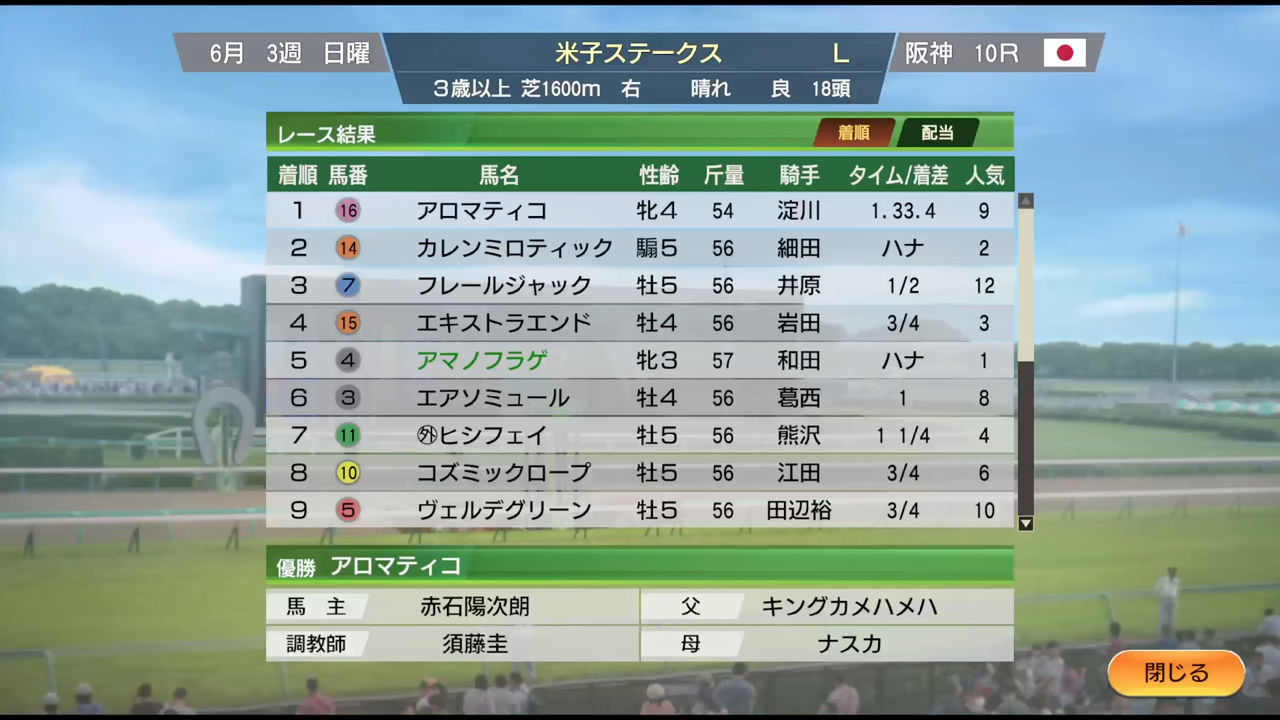 6月 3週 日曜 米子ステークス L 阪神 10R
3歳以上 芝1600m 右 晴れ 良 18頭
レース結果 着順 配当
着順 馬番 馬名 性齢 斤量 騎手 タイム/着差 人気
1 16 アロマティコ 牝4 54 淀川 1.33.4 9
2 14 カレンミロティック 騸5 56 細田 ハナ 2
3 7 フレールジャック 牡5 56 井原 1/2 12
4 15 エキストラエンド 牡4 56 岩田 3/4 3
5 4 アマノフラゲ 牝3 57 和田 ハナ 1
6 3 エアソミュール 牡4 56 葛西 1 8
7 11 ㊕ヒシフェイ 牡5 56 熊沢 1 1/4 4
8 10 コズミックロープ 牡5 56 江田 3/4 6
9 5 ヴェルデグリーン 牡5 56 田辺裕 3/4 10
優勝 アロマティコ
馬主 赤石陽次朗 父 キングカメハメハ
調教師 須藤圭 母 ナスカ
閉じる